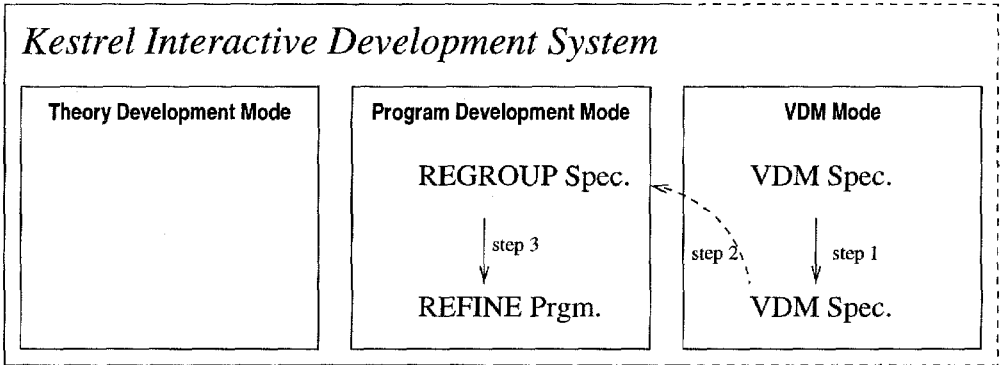 Kestrel Interactive Development System
Theory Development Mode
Program Development Mode
REGROUP Spec.
step 3
REFINE Prgm.
VDM Mode
VDM Spec.
step 2
step 1
VDM Spec.